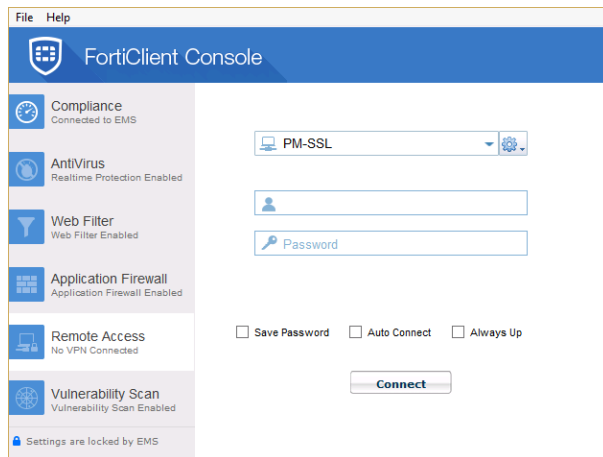 File Help
FortiClient Console
Compliance
Connected to EMS
AntiVirus
Realtime Protection Enabled
Web Filter
Web Filter Enabled
Application Firewall
Application Firewall Enabled
Remote Access
No VPN Connected
Vulnerability Scan
Vulnerability Scan Enabled
Settings are locked by EMS
PM-SSL
Password
Save Password Auto Connect Always Up
Connect